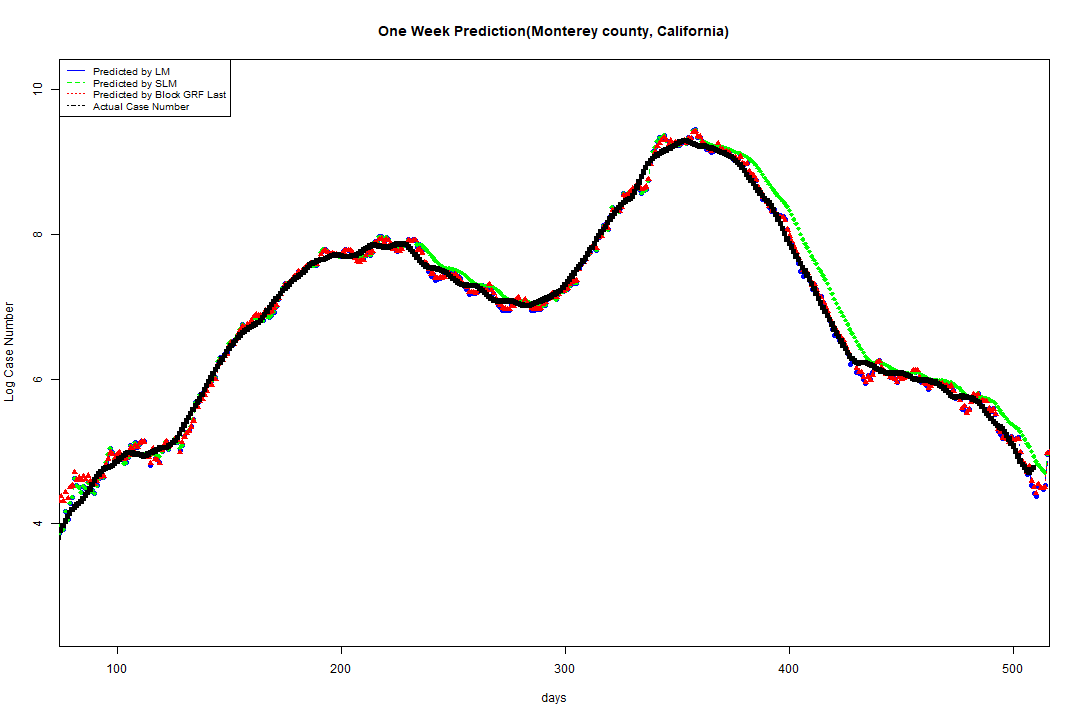 One Week Prediction(Monterey county, California)
Predicted by LM
Predicted by SLM
Predicted by Block GRF Last
Actual Case Number
10
8
6
4
Log Case Number
100 200 300 400 500
days